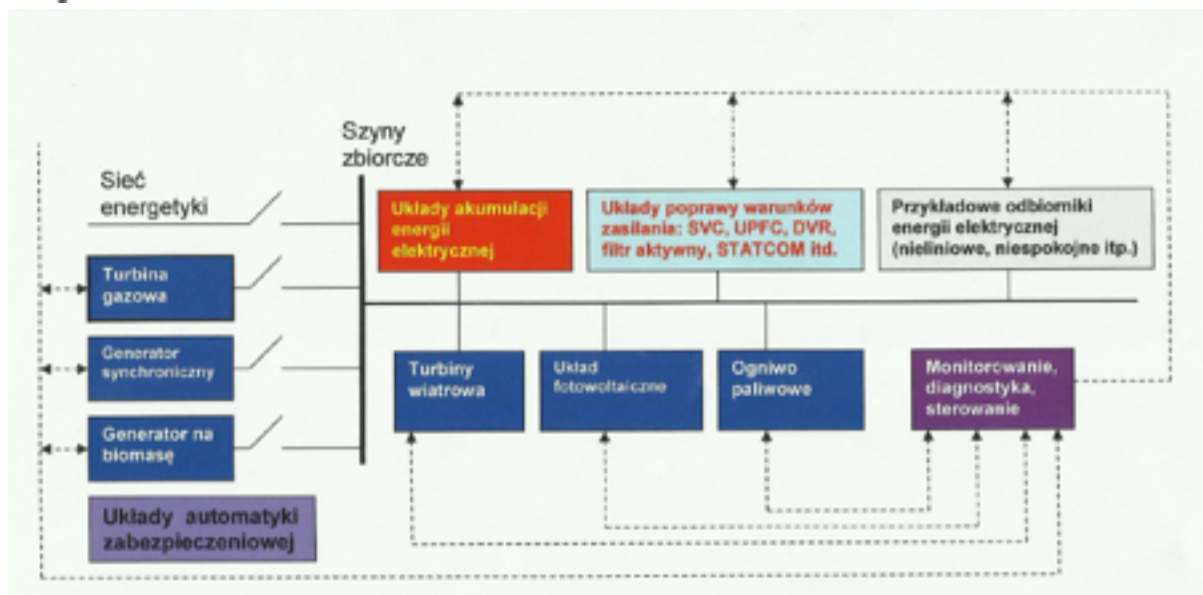 Szyny
zbiorcze
Sieć
energetyki
Układy akumulacji
energii
elektrycznej
Układy poprawy warunków
zasilania: SVC, UPFC, DVR,
filtr aktywny, STATCOM itd.
Przykładowe odbiorniki
energii elektrycznej
(nieliniowe, niespokojne itp.)
Turbina
gazowa
Generator
synchroniczny
Generator na
biomasę
Turbiny
wiatrowa
Układ
fotowoltaiczne
Ogniwo
paliwowe
Monitorowanie,
diagnostyka,
sterowanie
Układy automatyki
zabezpieczeniowej